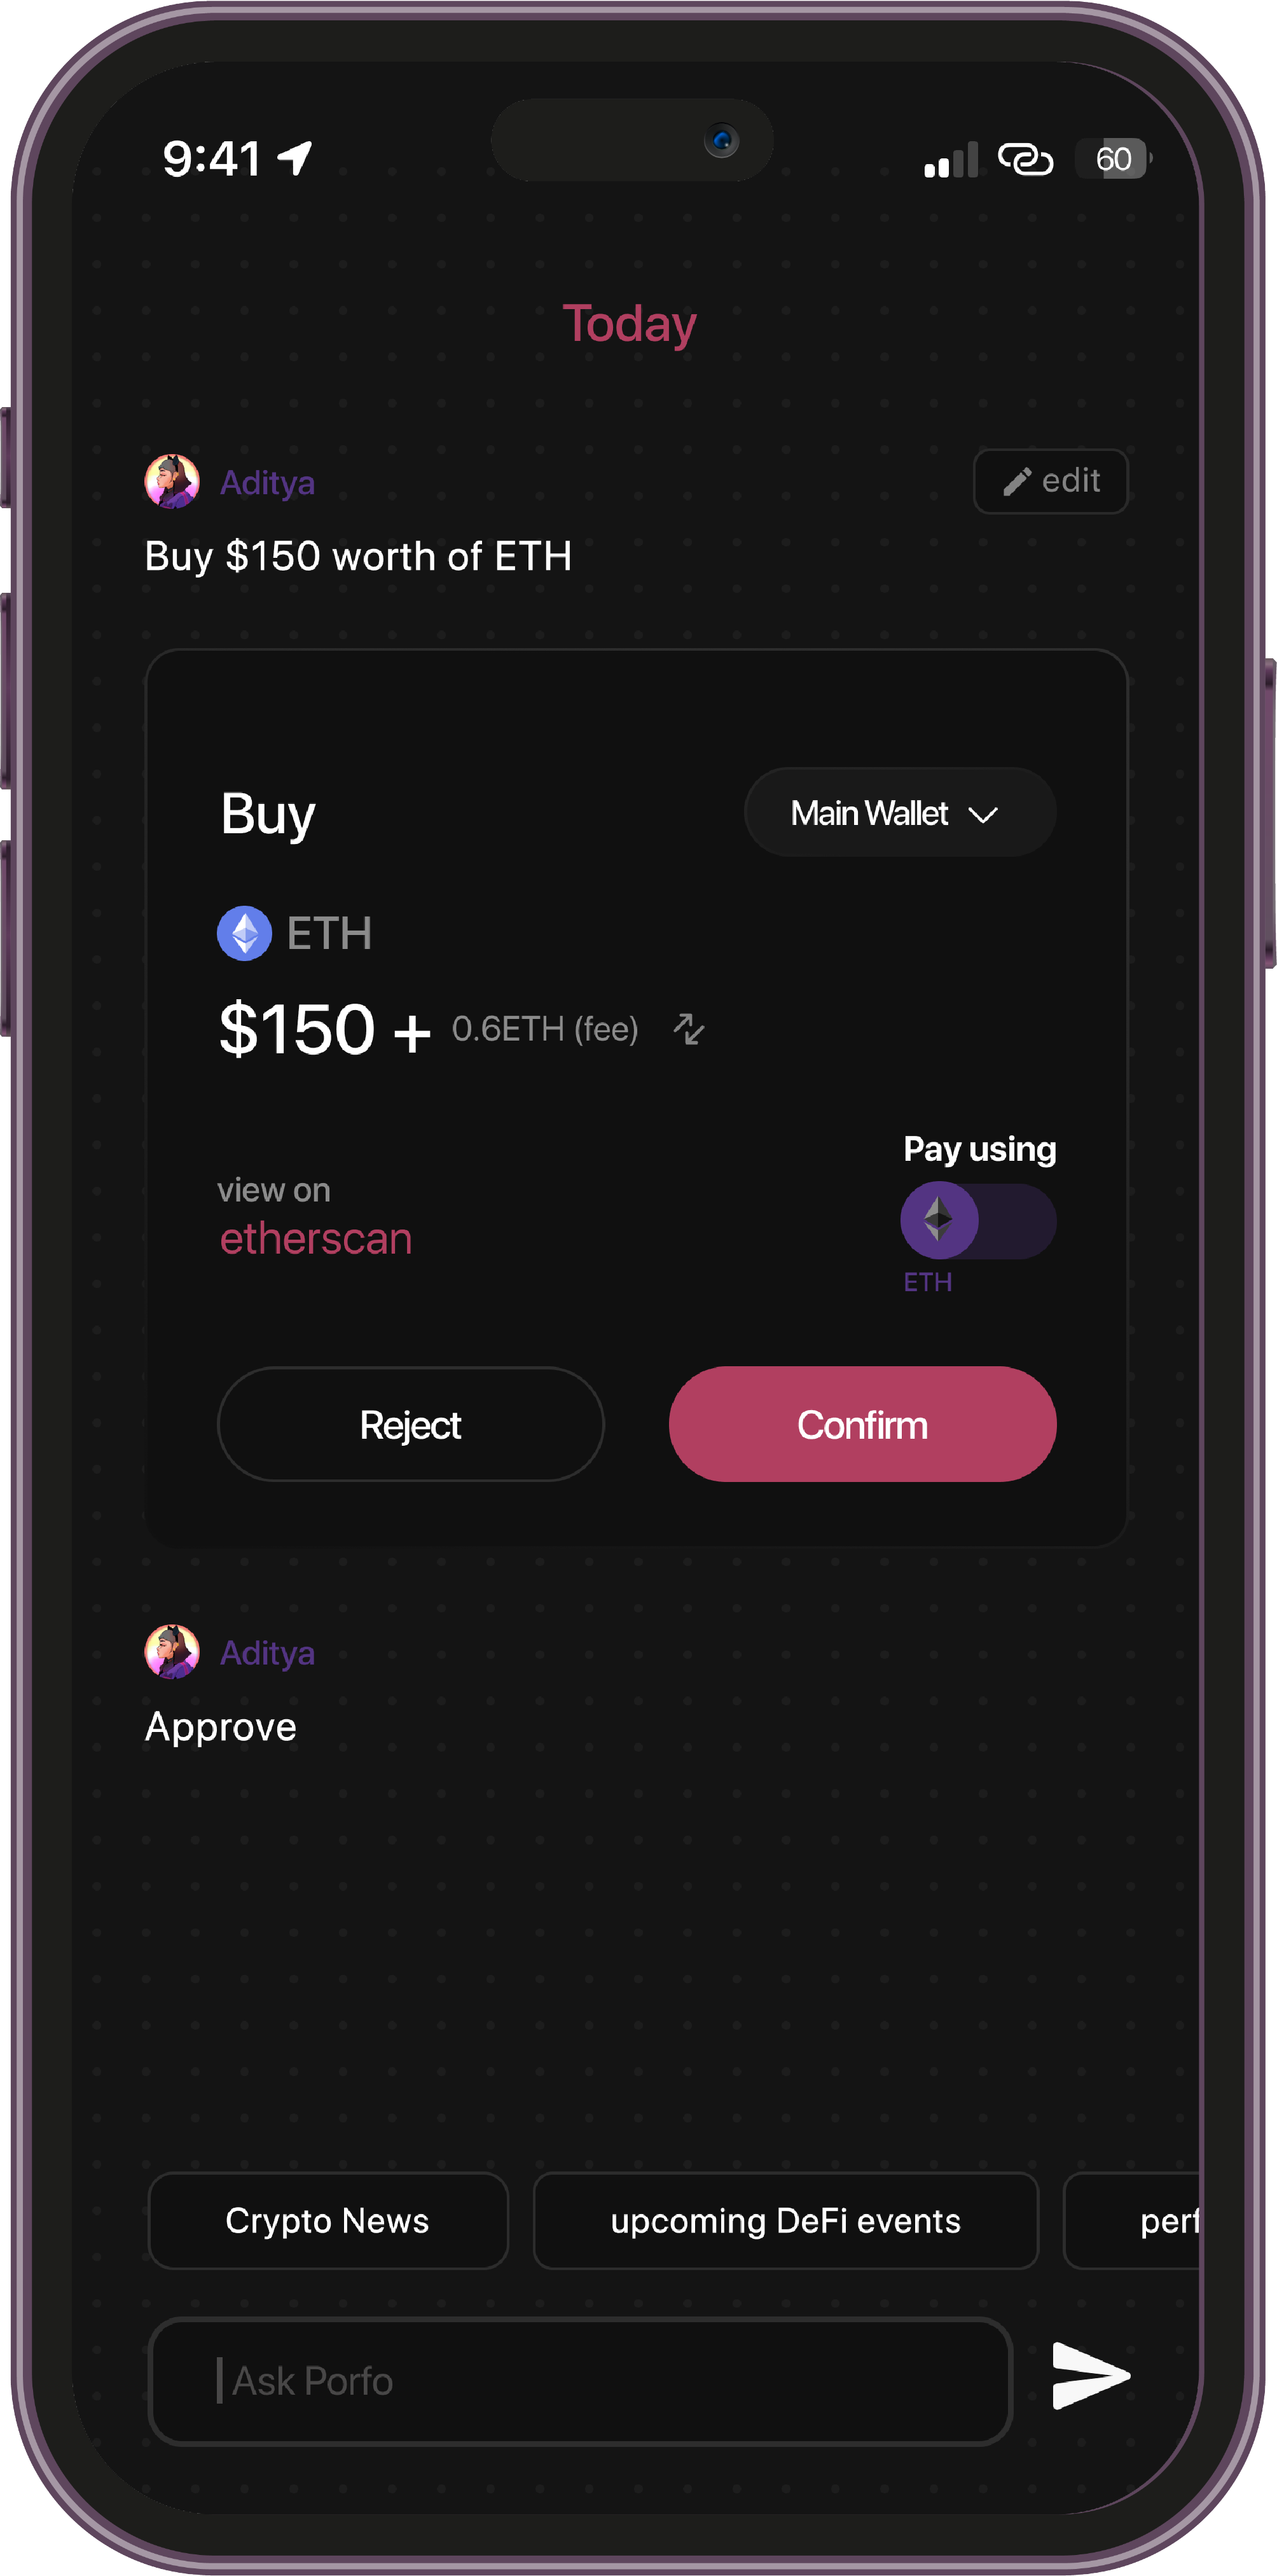 9:41
60
Today
Aditya
edit
Buy $150 worth of ETH
Buy
Main Wallet
ETH
$150 + 0.6ETH (fee)
Pay using
view on
etherscan
ETH
Reject
Confirm
Aditya
Approve
Crypto News
upcoming DeFi events
perf
Ask Porfo